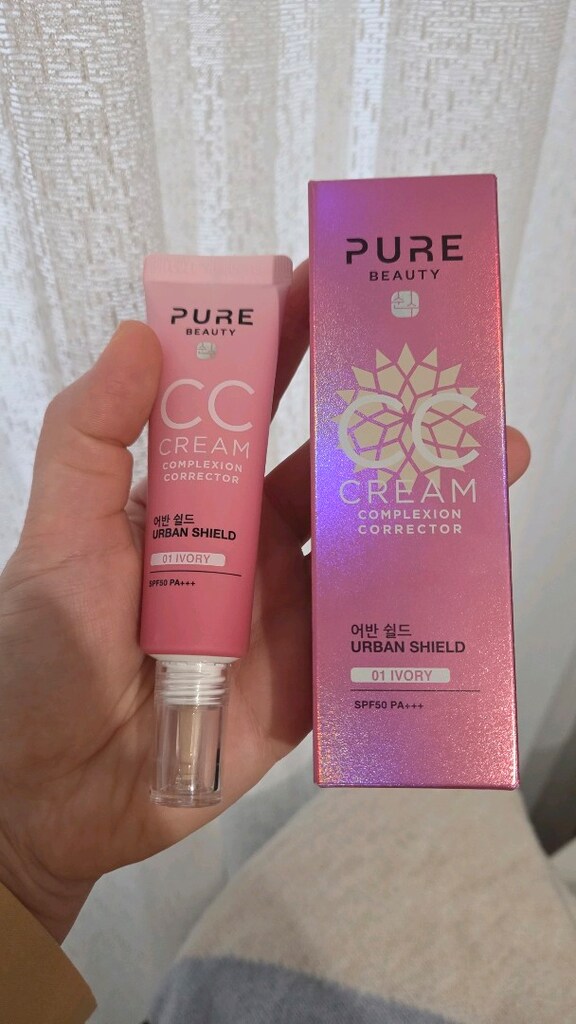 PURE
BEAUTY
CC
CREAM
COMPLEXION
CORRECTOR
어반 쉴드
URBAN SHIELD
01 IVORY
SPF50 PA+++
PURE
BEAUTY
CC
CREAM
COMPLEXION
CORRECTOR
어반 쉴드
URBAN SHIELD
01 IVORY
SPF50 PA+++